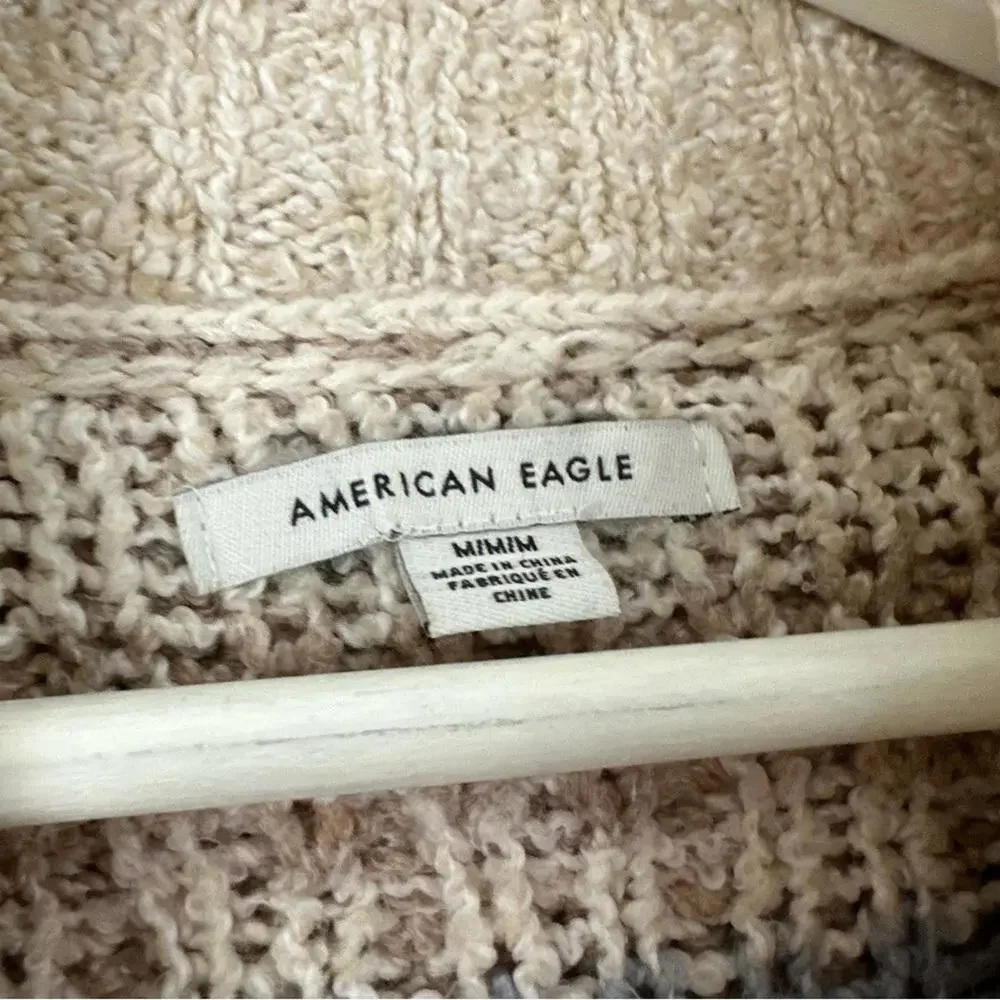 AMERICAN EAGLE
M/M/M
MADE IN CHINA
FABRIQUÉ EN
CHINE